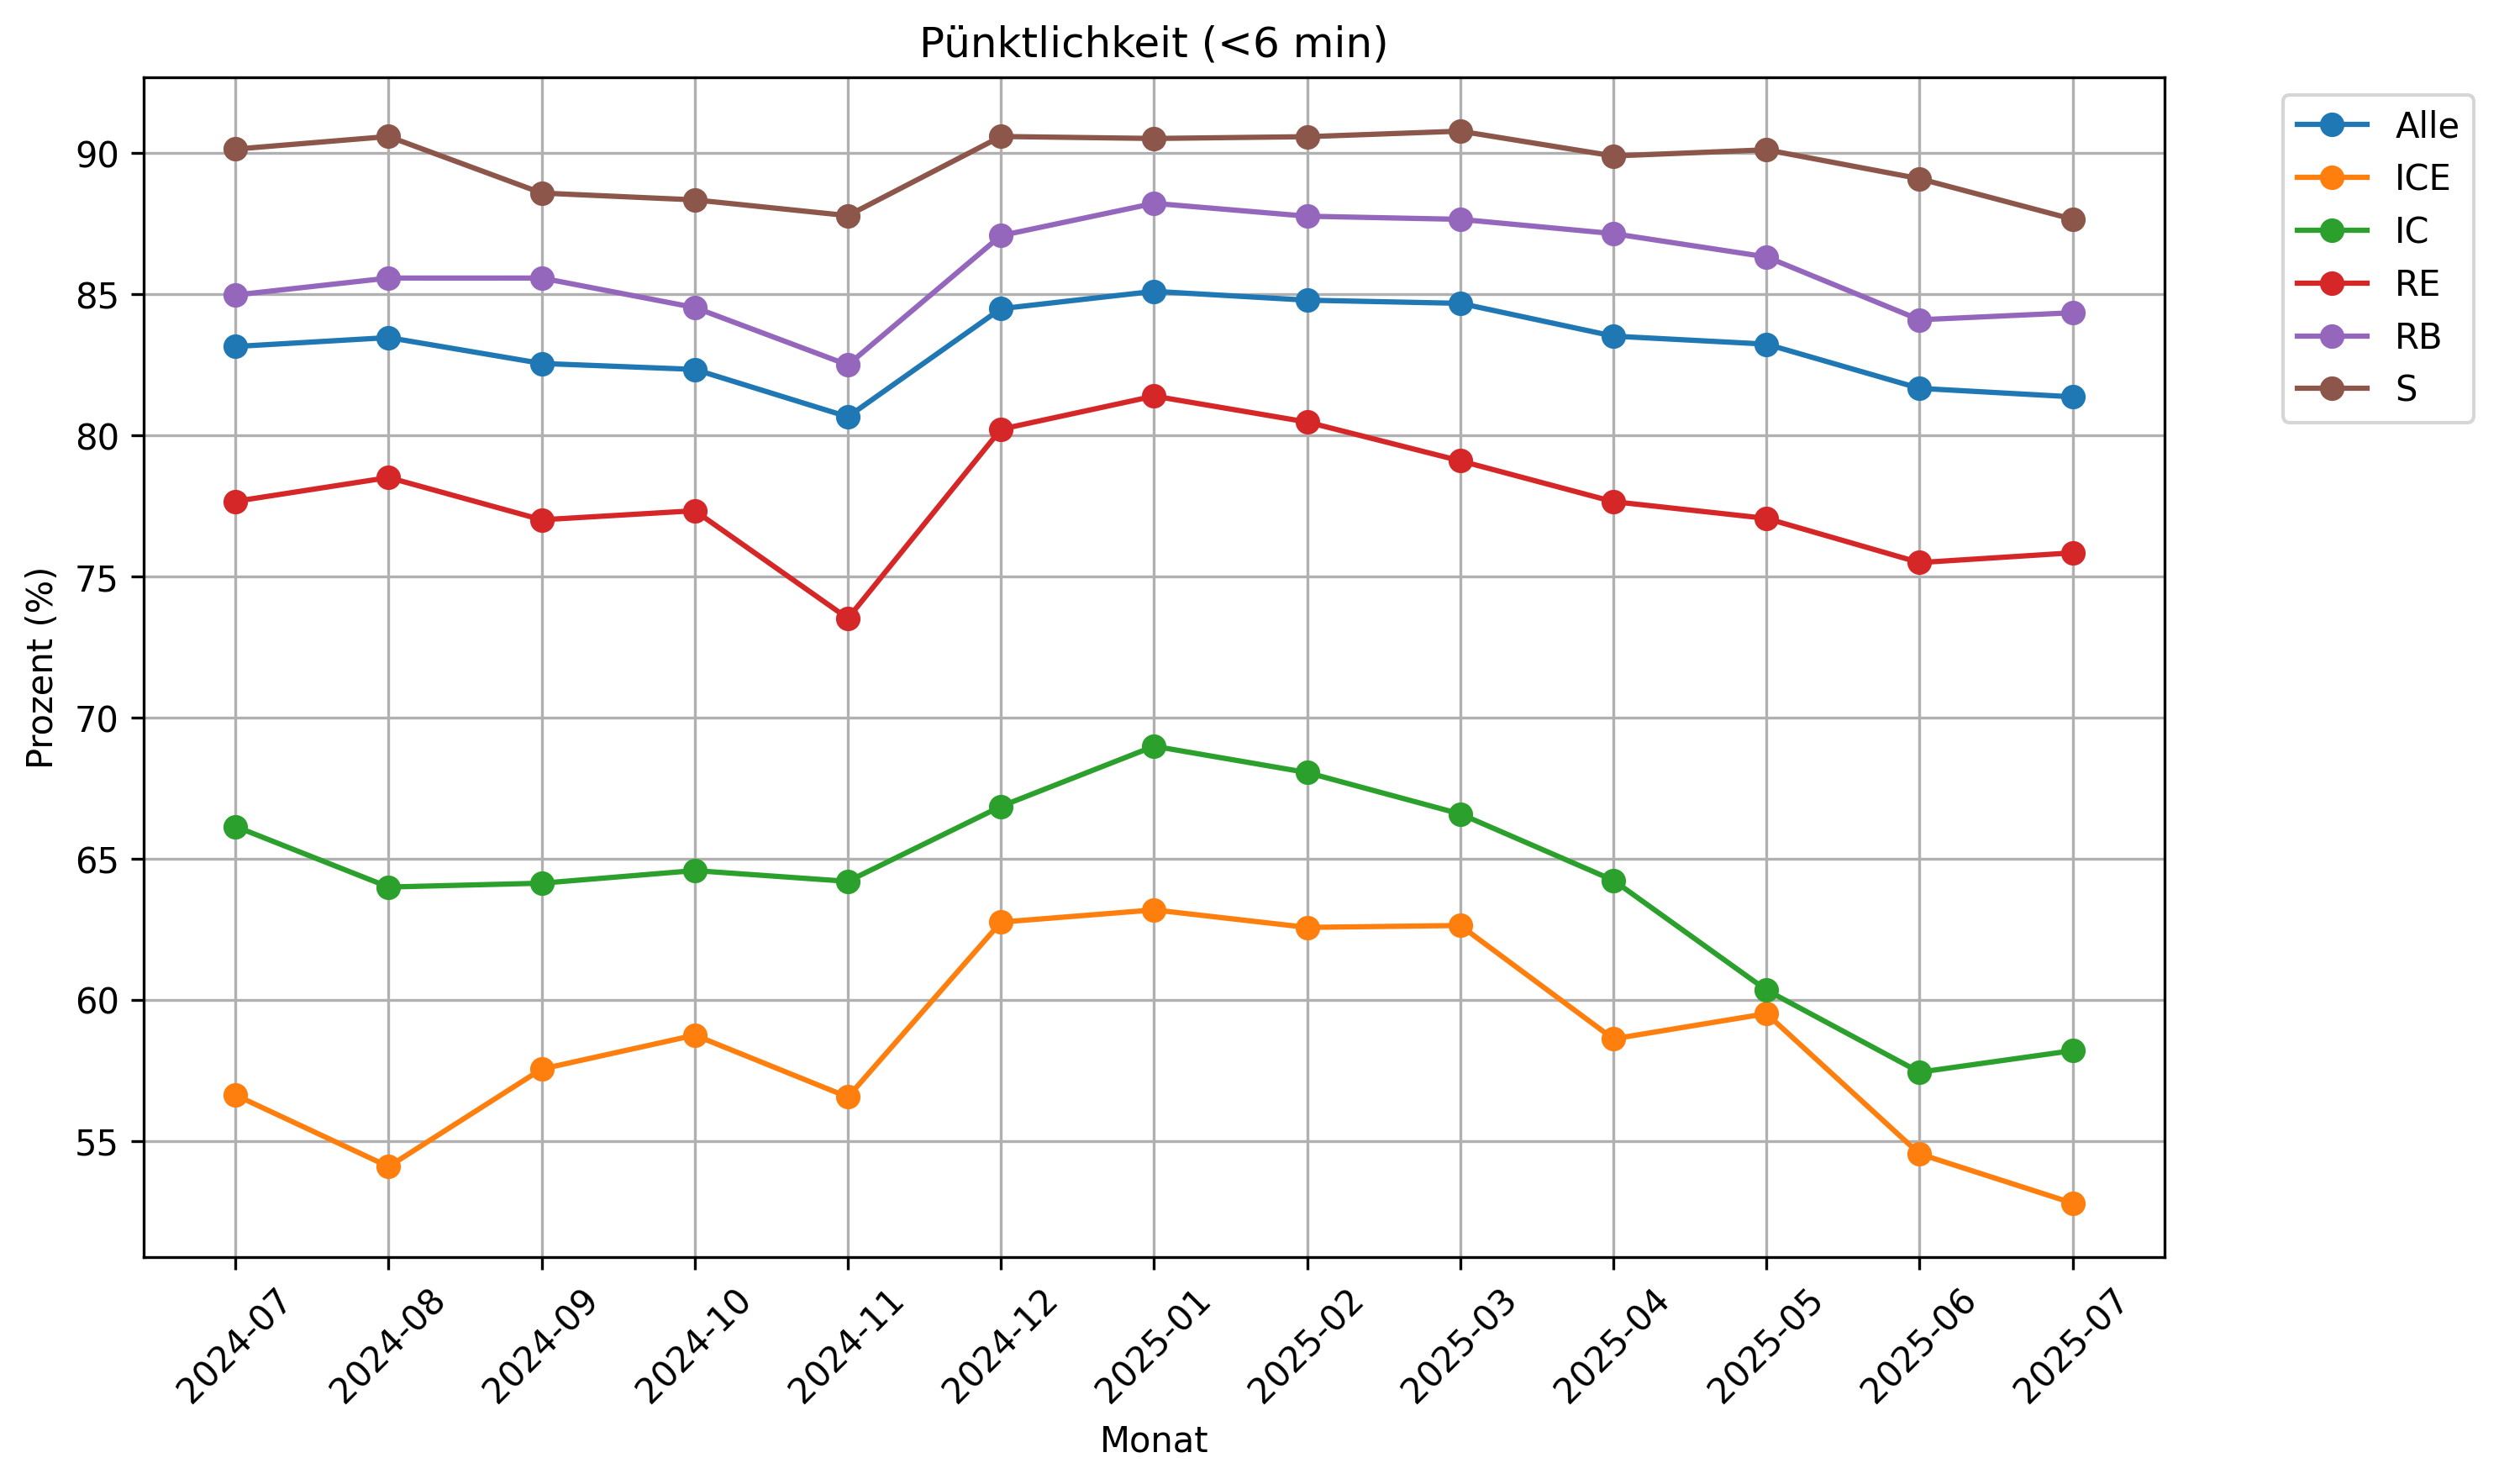 Pünktlichkeit (<6 min)
Prozent (%)
90
85
80
75
70
65
60
55
2024-07
2024-08
2024-09
2024-10
2024-11
2024-12
2025-01
2025-02
2025-03
2025-04
2025-05
2025-06
2025-07
Monat
Alle
ICE
IC
RE
RB
S